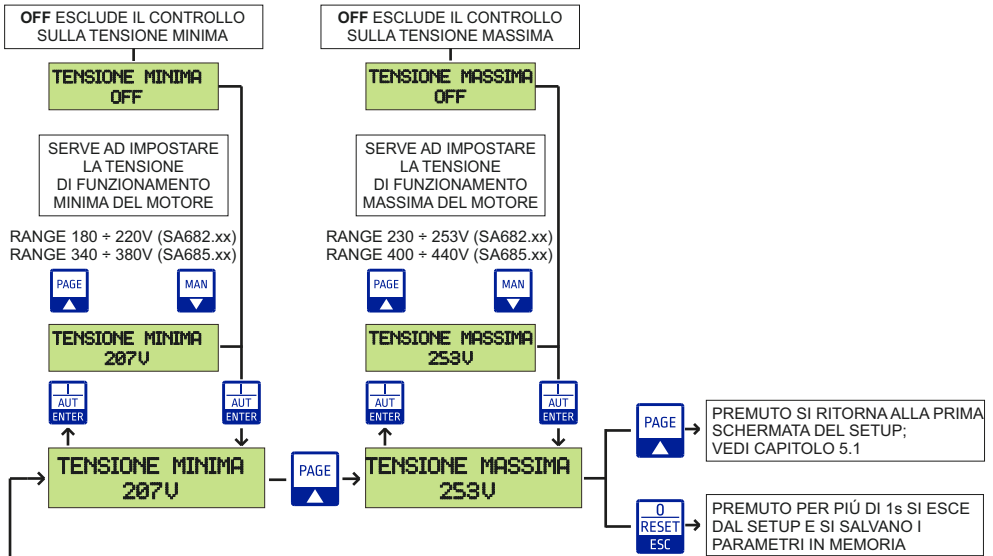 OFF ESCLUDE IL CONTROLLO
SULLA TENSIONE MINIMA
TENSIONE MINIMA
OFF
SERVE AD IMPOSTARE
LA TENSIONE
DI FUNZIONAMENTO
MINIMA DEL MOTORE
RANGE 180 ÷ 220V (SA682.xx)
RANGE 340 ÷ 380V (SA685.xx)
PAGE
MAN
TENSIONE MINIMA
207V
I
AUT
ENTER
I
AUT
ENTER
TENSIONE MINIMA
207V
PAGE
OFF ESCLUDE IL CONTROLLO
SULLA TENSIONE MASSIMA
TENSIONE MASSIMA
OFF
SERVE AD IMPOSTARE
LA TENSIONE
DI FUNZIONAMENTO
MASSIMA DEL MOTORE
RANGE 230 ÷ 253V (SA682.xx)
RANGE 400 ÷ 440V (SA685.xx)
PAGE
MAN
TENSIONE MASSIMA
253V
I
AUT
ENTER
I
AUT
ENTER
TENSIONE MASSIMA
253V
PAGE
PREMUTO SI RITORNA ALLA PRIMA
SCHERMATA DEL SETUP;
VEDI CAPITOLO 5.1
0
RESET
ESC
PREMUTO PER PIÚ DI 1s SI ESCE
DAL SETUP E SI SALVANO I
PARAMETRI IN MEMORIA